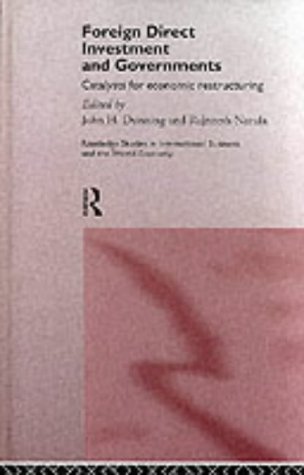 Foreign Direct
Investment
and Governments
Catalysts for economic restructuring
Edited by
John H. Dunning and Rajneesh Narula
Routledge Studies in International Business
and the World Economy
R